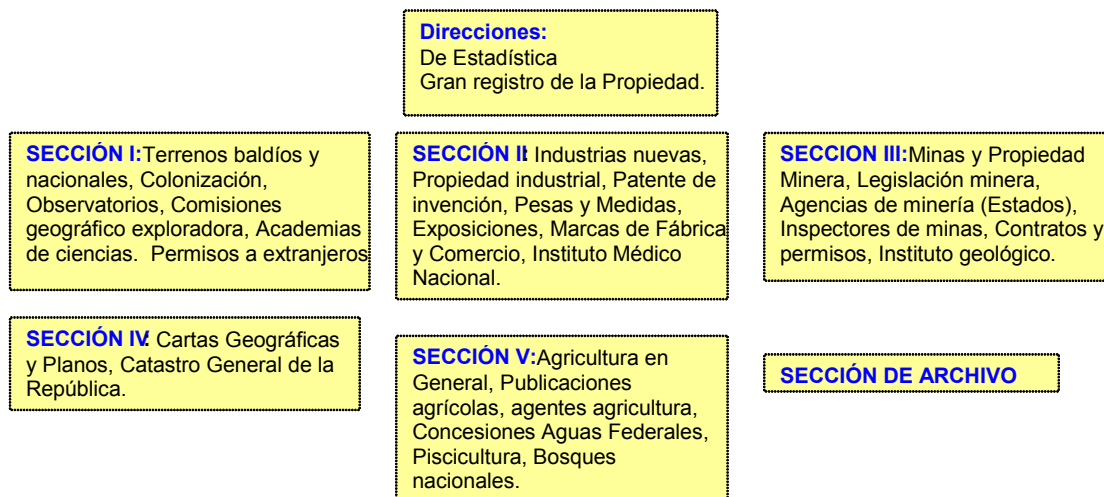 Direcciones:
De Estadística
Gran registro de la Propiedad.
SECCIÓN I:Terrenos baldíos y
nacionales, Colonización,
Observatorios, Comisiones
geográfico exploradora, Academias
de ciencias. Permisos a extranjeros
SECCIÓN II: Industrias nuevas,
Propiedad industrial, Patente de
invención, Pesas y Medidas,
Exposiciones, Marcas de Fábrica
y Comercio, Instituto Médico
Nacional.
SECCION III:Minas y Propiedad
Minera, Legislación minera,
Agencias de minería (Estados),
Inspectores de minas, Contratos y
permisos, Instituto geológico.
SECCIÓN IV: Cartas Geográficas
y Planos, Catastro General de la
República.
SECCIÓN V:Agricultura en
General, Publicaciones
agrícolas, agentes agricultura,
Concesiones Aguas Federales,
Piscicultura, Bosques
nacionales.
SECCIÓN DE ARCHIVO